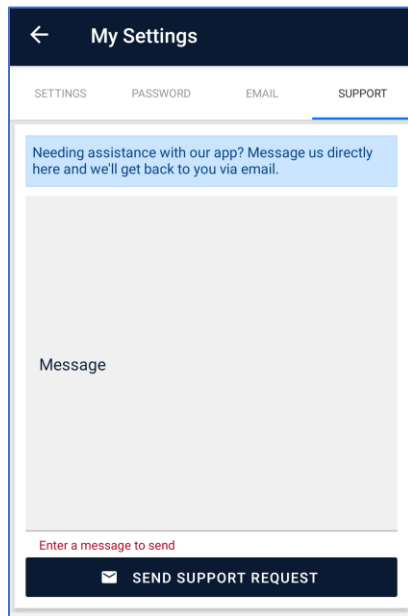 My Settings
SETTINGS PASSWORD EMAIL SUPPORT
Needing assistance with our app? Message us directly
here and we'll get back to you via email.
Message
Enter a message to send
SEND SUPPORT REQUEST